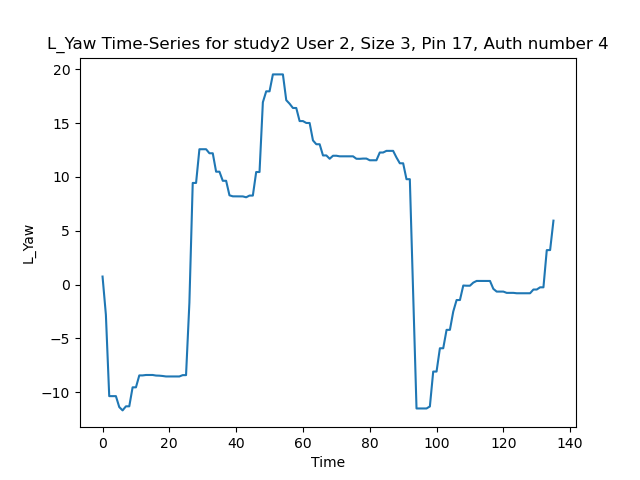 L_Yaw Time-Series for study2 User 2, Size 3, Pin 17, Auth number 4
20
15
10
5
0
−5
−10
L_Yaw
0 20 40 60 80 100 120 140
Time